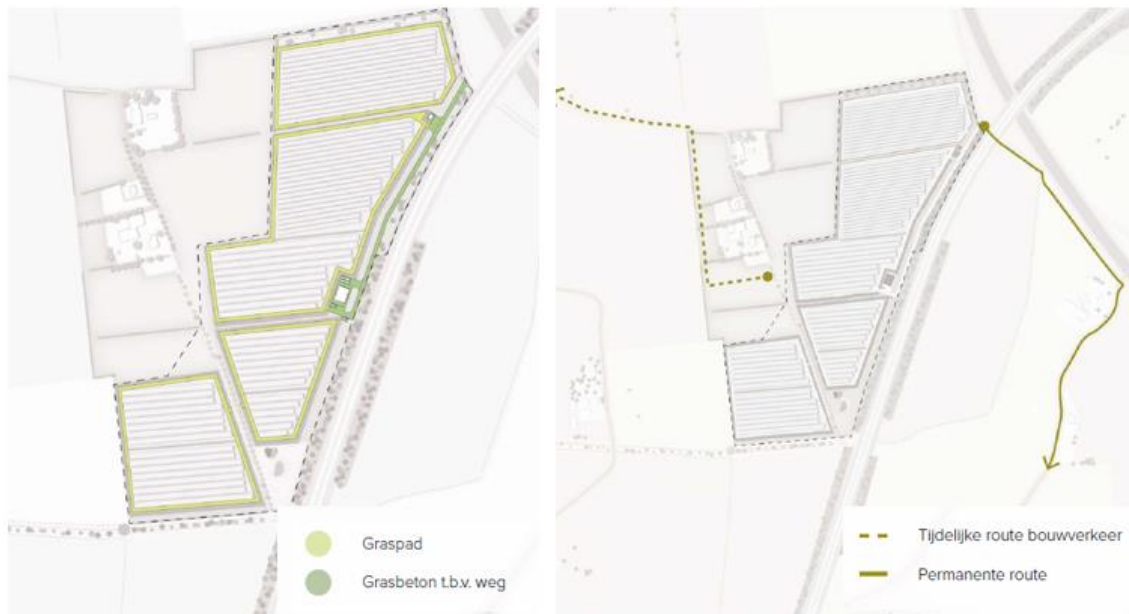 Graspad
Grasbeton t.b.v. weg
Tijdelijke route bouwverkeer
Permanente route